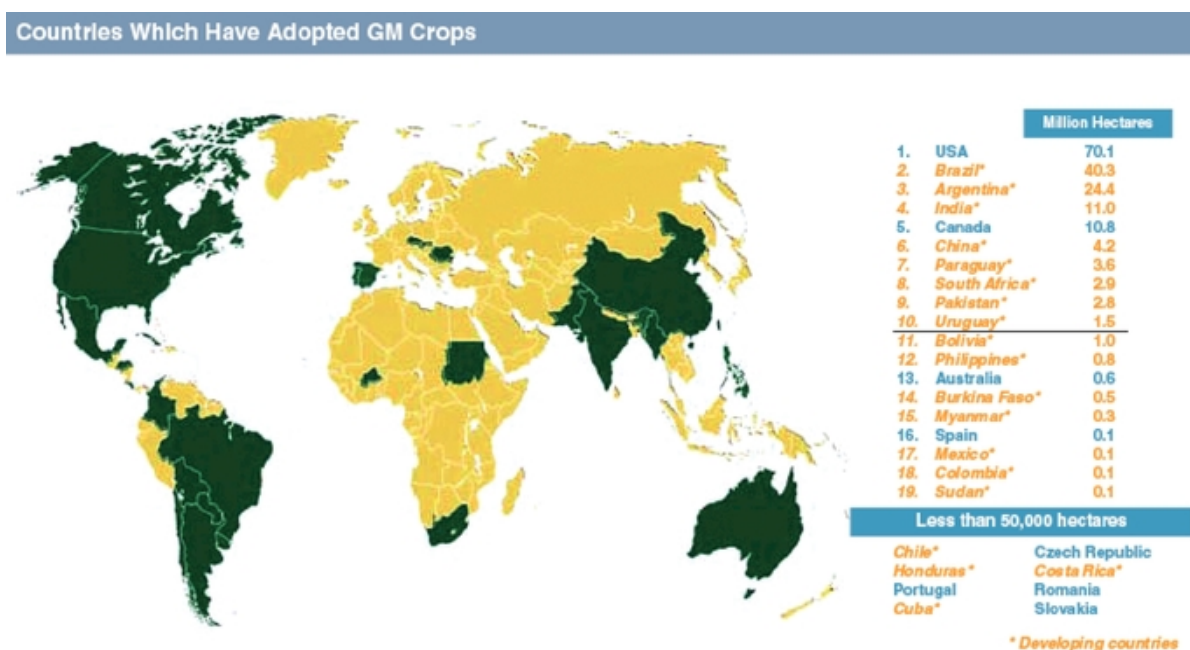 Countries Which Have Adopted GM Crops
Million Hectares
1. USA 70.1
2. Brazil* 40.3
3. Argentina* 24.4
4. India* 11.0
5. Canada 10.8
6. China* 4.2
7. Paraguay* 3.6
8. South Africa* 2.9
9. Pakistan* 2.8
10. Uruguay* 1.5
11. Bolivia* 1.0
12. Philippines* 0.8
13. Australia 0.6
14. Burkina Faso* 0.5
15. Myanmar* 0.3
16. Spain 0.1
17. Mexico* 0.1
18. Colombia* 0.1
19. Sudan* 0.1
Less than 50,000 hectares
Chile* Czech Republic
Honduras* Costa Rica*
Portugal Romania
Cuba* Slovakia
* Developing countries